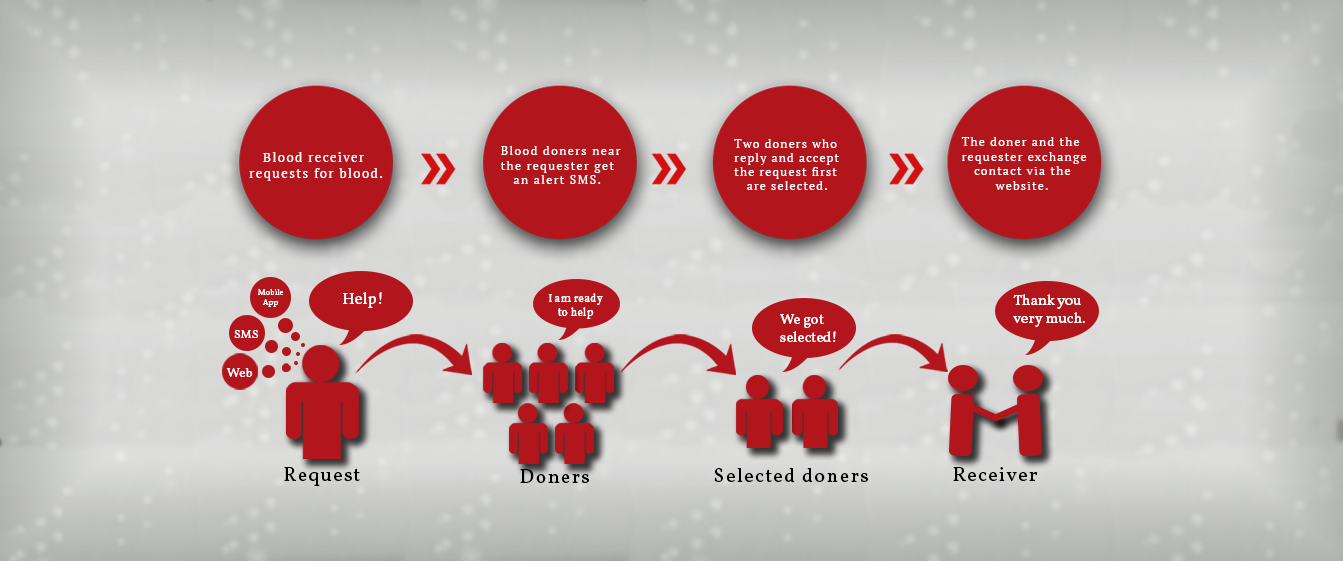 Blood receiver
requests for blood.
Blood doners near
the requester get
an alert SMS.
Two doners who
reply and accept
the request first
are selected.
The doner and the
requester exchange
contact via the
website.
Mobile
App
SMS
Web
Help!
I am ready
to help
We got
selected!
Thank you
very much.
Request
Doners
Selected doners
Receiver